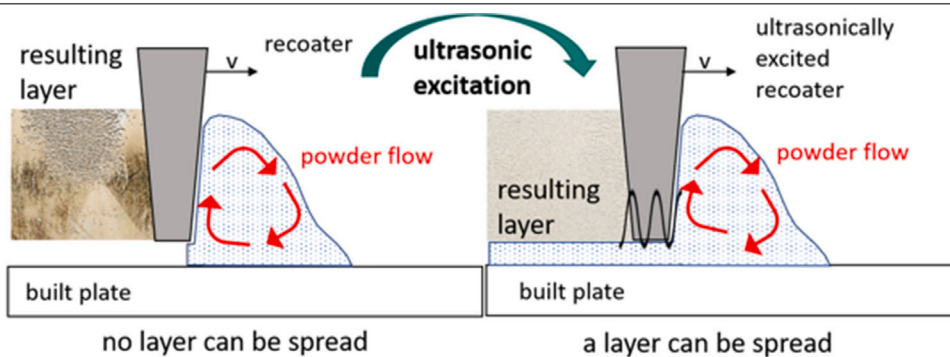 resulting
layer
v
recoater
powder flow
built plate
no layer can be spread
ultrasonic
excitation
v
ultrasonically
excited
recoater
powder flow
resulting
layer
built plate
a layer can be spread